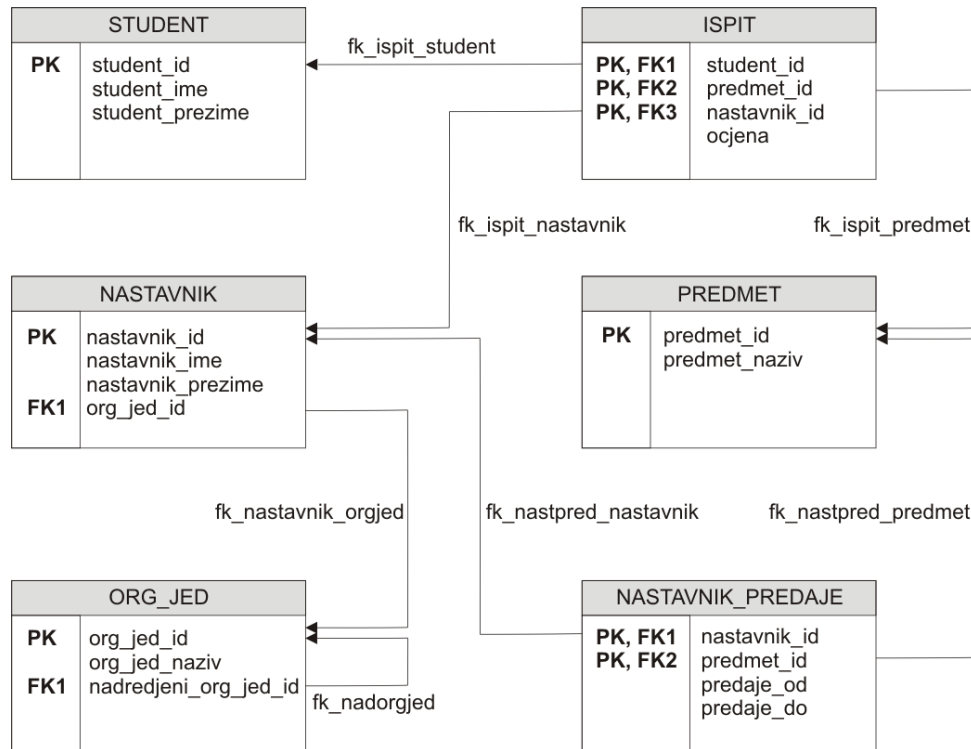 STUDENT
PK student_id
student_ime
student_prezime
fk_ispit_student
ISPIT
PK, FK1 student_id
PK, FK2 predmet_id
PK, FK3 nastavnik_id
ocjena
fk_ispit_nastavnik
fk_ispit_predmet
NASTAVNIK
PK nastavnik_id
nastavnik_ime
nastavnik_prezime
FK1 org_jed_id
PREDMET
PK predmet_id
predmet_naziv
fk_nastavnik_orgjed
fk_nastpred_nastavnik
fk_nastpred_predmet
ORG_JED
PK org_jed_id
org_jed_naziv
FK1 nadredjeni_org_jed_id
fk_nadorgjed
NASTAVNIK_PREDAJE
PK, FK1 nastavnik_id
PK, FK2 predmet_id
predaje_od
predaje_do